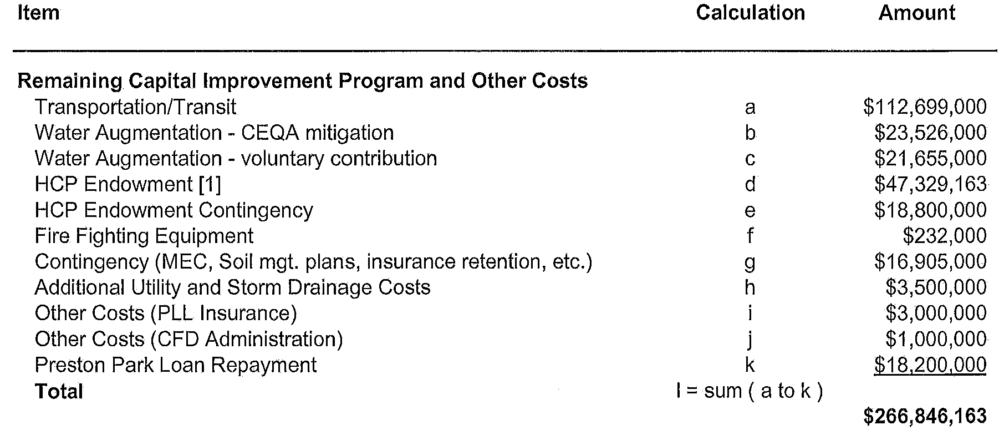 Item Calculation Amount
Remaining Capital Improvement Program and Other Costs
Transportation/Transit a $112,699,000
Water Augmentation - CEQA mitigation b $23,526,000
Water Augmentation - voluntary contribution c $21,655,000
HCP Endowment [1] d $47,329,163
HCP Endowment Contingency e $18,800,000
Fire Fighting Equipment f $232,000
Contingency (MEC, Soil mgt. plans, insurance retention, etc.) g $16,905,000
Additional Utility and Storm Drainage Costs h $3,500,000
Other Costs (PLL Insurance) i $3,000,000
Other Costs (CFD Administration) j $1,000,000
Preston Park Loan Repayment k $18,200,000
Total l = sum ( a to k )
$266,846,163